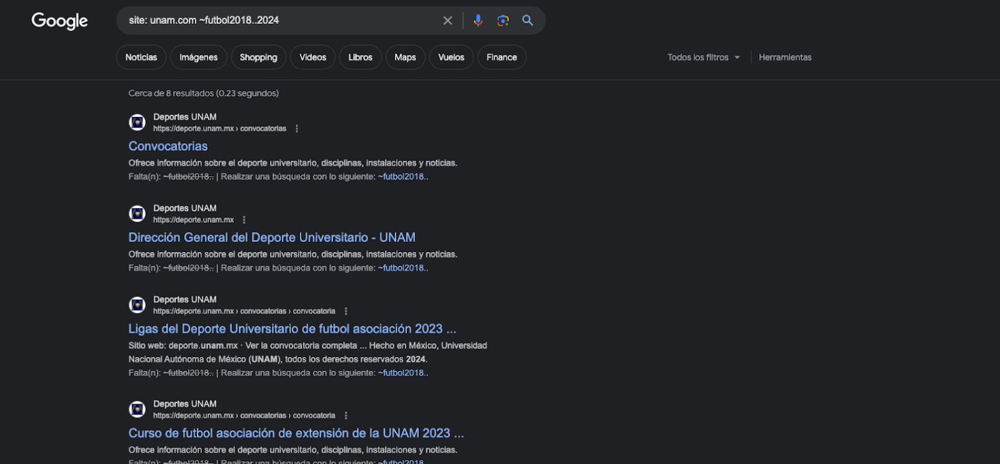 Google
site: unam.com ~futbol2018..2024
Noticias Imágenes Shopping Vídeos Libros Maps Vuelos Finance Todos los filtros Herramientas
Cerca de 8 resultados (0.23 segundos)
Deportes UNAM
https://deporte.unam.mx › convocatorias
Convocatorias
Ofrece información sobre el deporte universitario, disciplinas, instalaciones y noticias.
Falta(n): ~futbol2018.. | Realizar una búsqueda con lo siguiente: ~futbol2018..
Deportes UNAM
https://deporte.unam.mx
Dirección General del Deporte Universitario - UNAM
Ofrece información sobre el deporte universitario, disciplinas, instalaciones y noticias.
Falta(n): ~futbol2018.. | Realizar una búsqueda con lo siguiente: ~futbol2018..
Deportes UNAM
https://deporte.unam.mx › convocatorias › convocatoria
Ligas del Deporte Universitario de futbol asociación 2023 ...
Sitio web: deporte.unam.mx · Ver la convocatoria completa ... Hecho en México, Universidad
Nacional Autónoma de México (UNAM), todos los derechos reservados 2024.
Falta(n): ~futbol2018.. | Realizar una búsqueda con lo siguiente: ~futbol2018..
Deportes UNAM
https://deporte.unam.mx › convocatorias › convocatoria
Curso de futbol asociación de extensión de la UNAM 2023 ...
Ofrece información sobre el deporte universitario, disciplinas, instalaciones y noticias.
Falta(n): ~futbol2018.. | Realizar una búsqueda con lo siguiente: ~futbol2018..